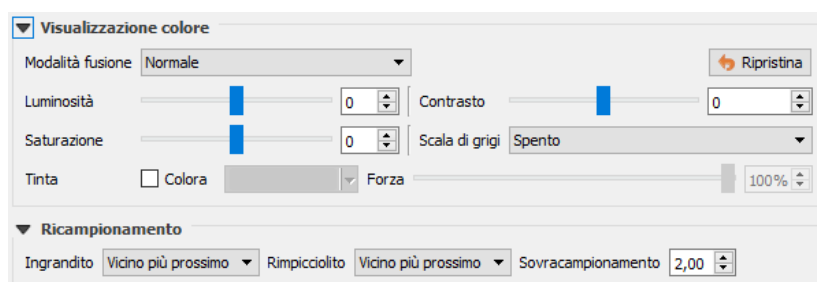 Visualizzazione colore
Modalità fusione Normale Ripristina
Luminosità 0 Contrasto 0
Saturazione 0 Scala di grigi Spento
Tinta Colora Forza 100%
Ricampionamento
Ingrandito Vicino più prossimo Rimpicciolito Vicino più prossimo Sovracampionamento 2,00